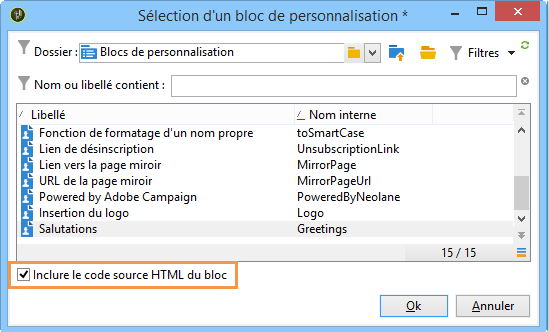 Sélection d'un bloc de personnalisation *
Dossier : Blocs de personnalisation Filtres
Nom ou libellé contient :
Libellé Nom interne
Fonction de formatage d'un nom propre toSmartCase
Lien de désinscription UnsubscriptionLink
Lien vers la page miroir MirrorPage
URL de la page miroir MirrorPageUrl
Powered by Adobe Campaign PoweredByNeolane
Insertion du logo Logo
Salutations Greetings
15 / 15
Inclure le code source HTML du bloc
Ok Annuler